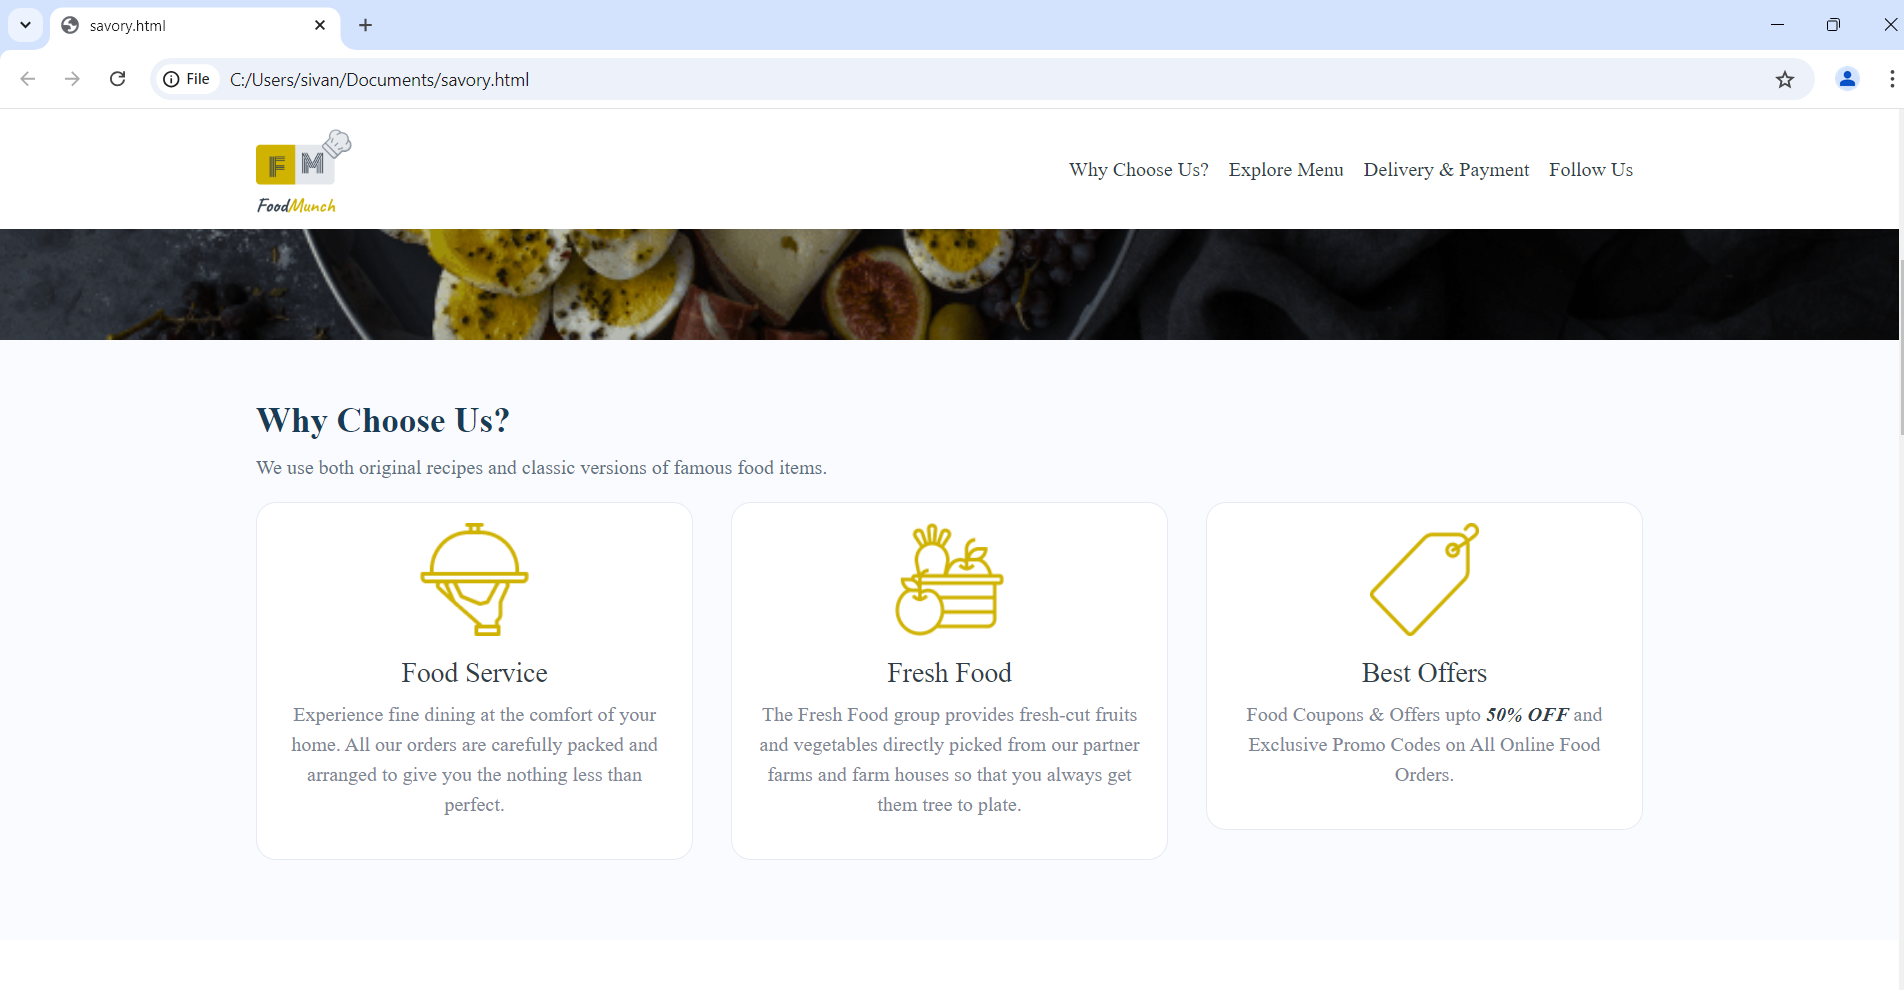 savory.html
File C:/Users/sivan/Documents/savory.html
F M
FoodMunch
Why Choose Us? Explore Menu Delivery & Payment Follow Us
Why Choose Us?
We use both original recipes and classic versions of famous food items.
Food Service
Experience fine dining at the comfort of your
home. All our orders are carefully packed and
arranged to give you the nothing less than
perfect.
Fresh Food
The Fresh Food group provides fresh-cut fruits
and vegetables directly picked from our partner
farms and farm houses so that you always get
them tree to plate.
Best Offers
Food Coupons & Offers upto 50% OFF and
Exclusive Promo Codes on All Online Food
Orders.